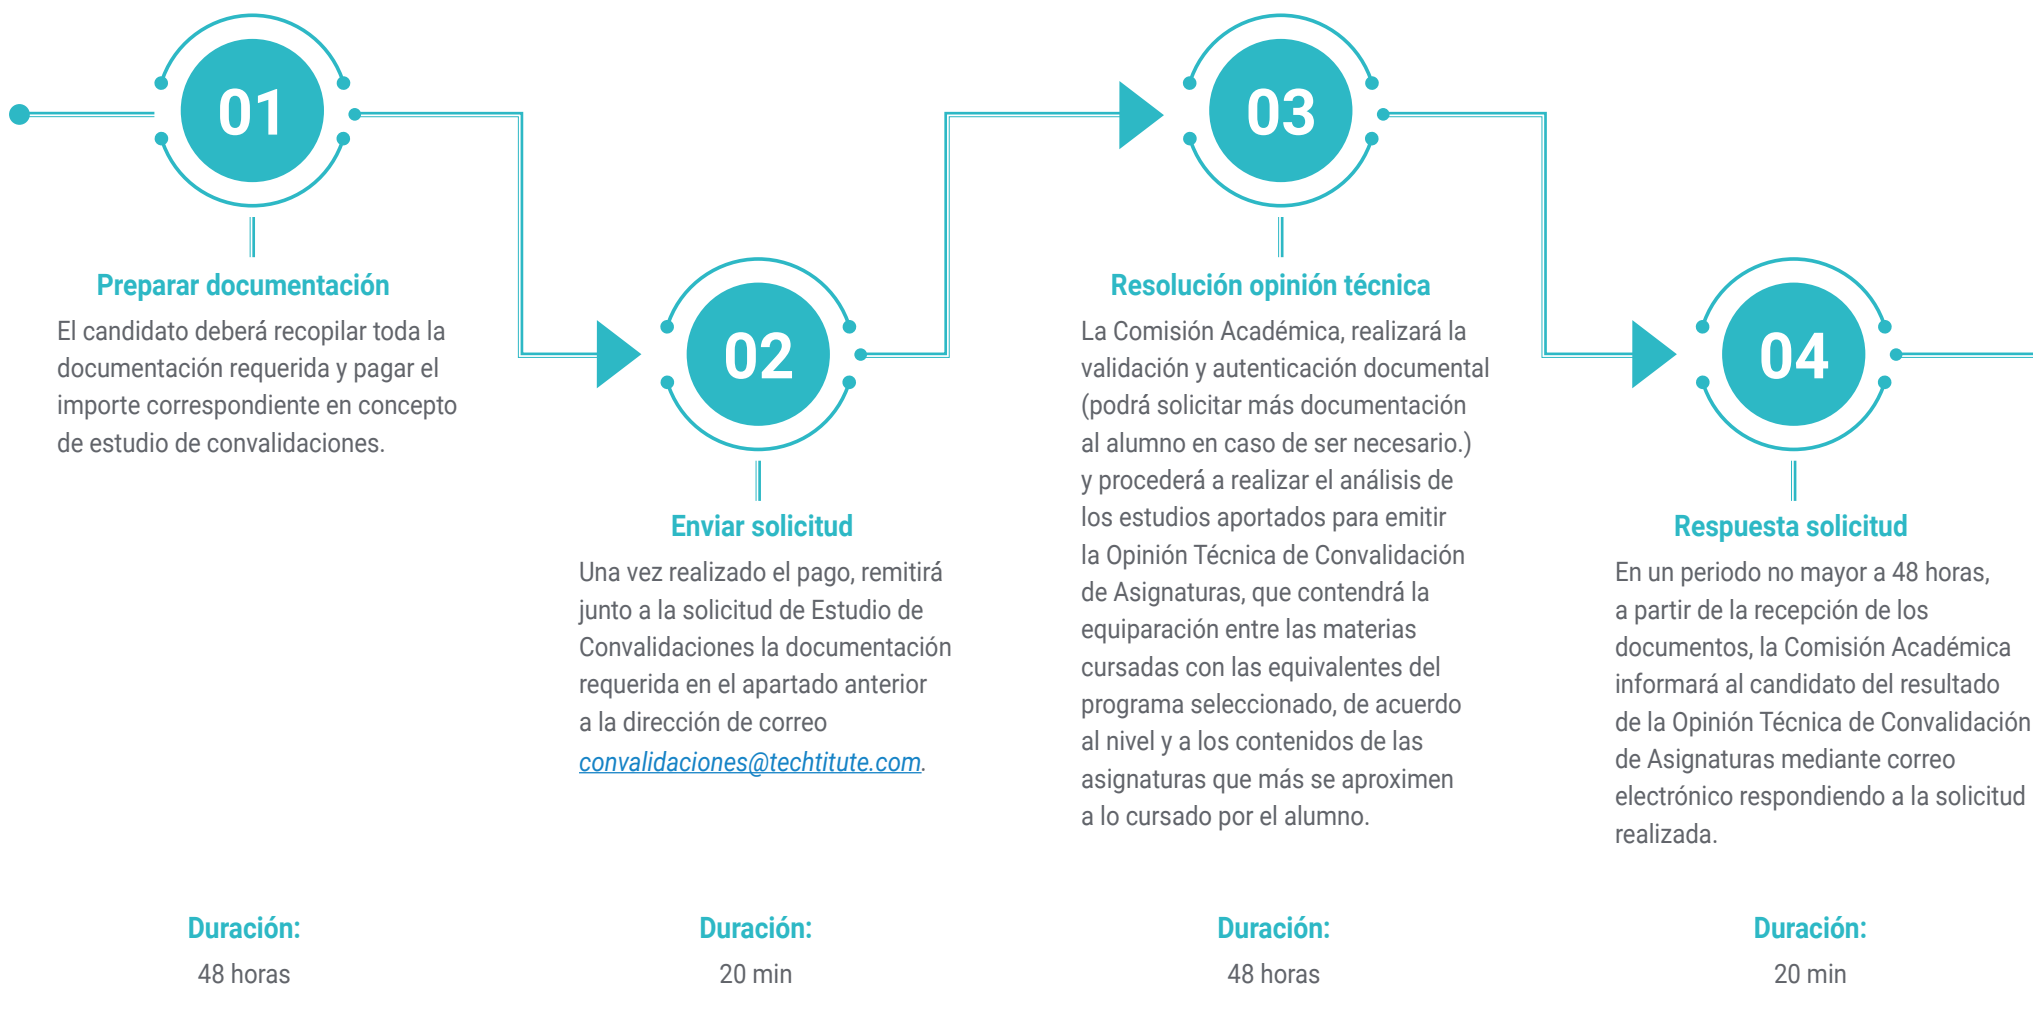 01
Preparar documentación
El candidato deberá recopilar toda la
documentación requerida y pagar el
importe correspondiente en concepto
de estudio de convalidaciones.
Duración:
48 horas
02
Enviar solicitud
Una vez realizado el pago, remitirá
junto a la solicitud de Estudio de
Convalidaciones la documentación
requerida en el apartado anterior
a la dirección de correo
convalidaciones@techtitute.com.
Duración:
20 min
03
Resolución opinión técnica
La Comisión Académica, realizará la
validación y autenticación documental
(podrá solicitar más documentación
al alumno en caso de ser necesario.)
y procederá a realizar el análisis de
los estudios aportados para emitir
la Opinión Técnica de Convalidación
de Asignaturas, que contendrá la
equiparación entre las materias
cursadas con las equivalentes del
programa seleccionado, de acuerdo
al nivel y a los contenidos de las
asignaturas que más se aproximen
a lo cursado por el alumno.
Duración:
48 horas
04
Respuesta solicitud
En un periodo no mayor a 48 horas,
a partir de la recepción de los
documentos, la Comisión Académica
informará al candidato del resultado
de la Opinión Técnica de Convalidación
de Asignaturas mediante correo
electrónico respondiendo a la solicitud
realizada.
Duración:
20 min